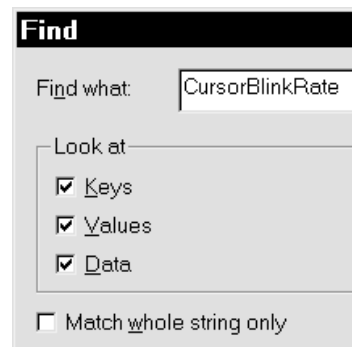 Find
Find what: CursorBlinkRate
Look at
Keys
Values
Data
Match whole string only